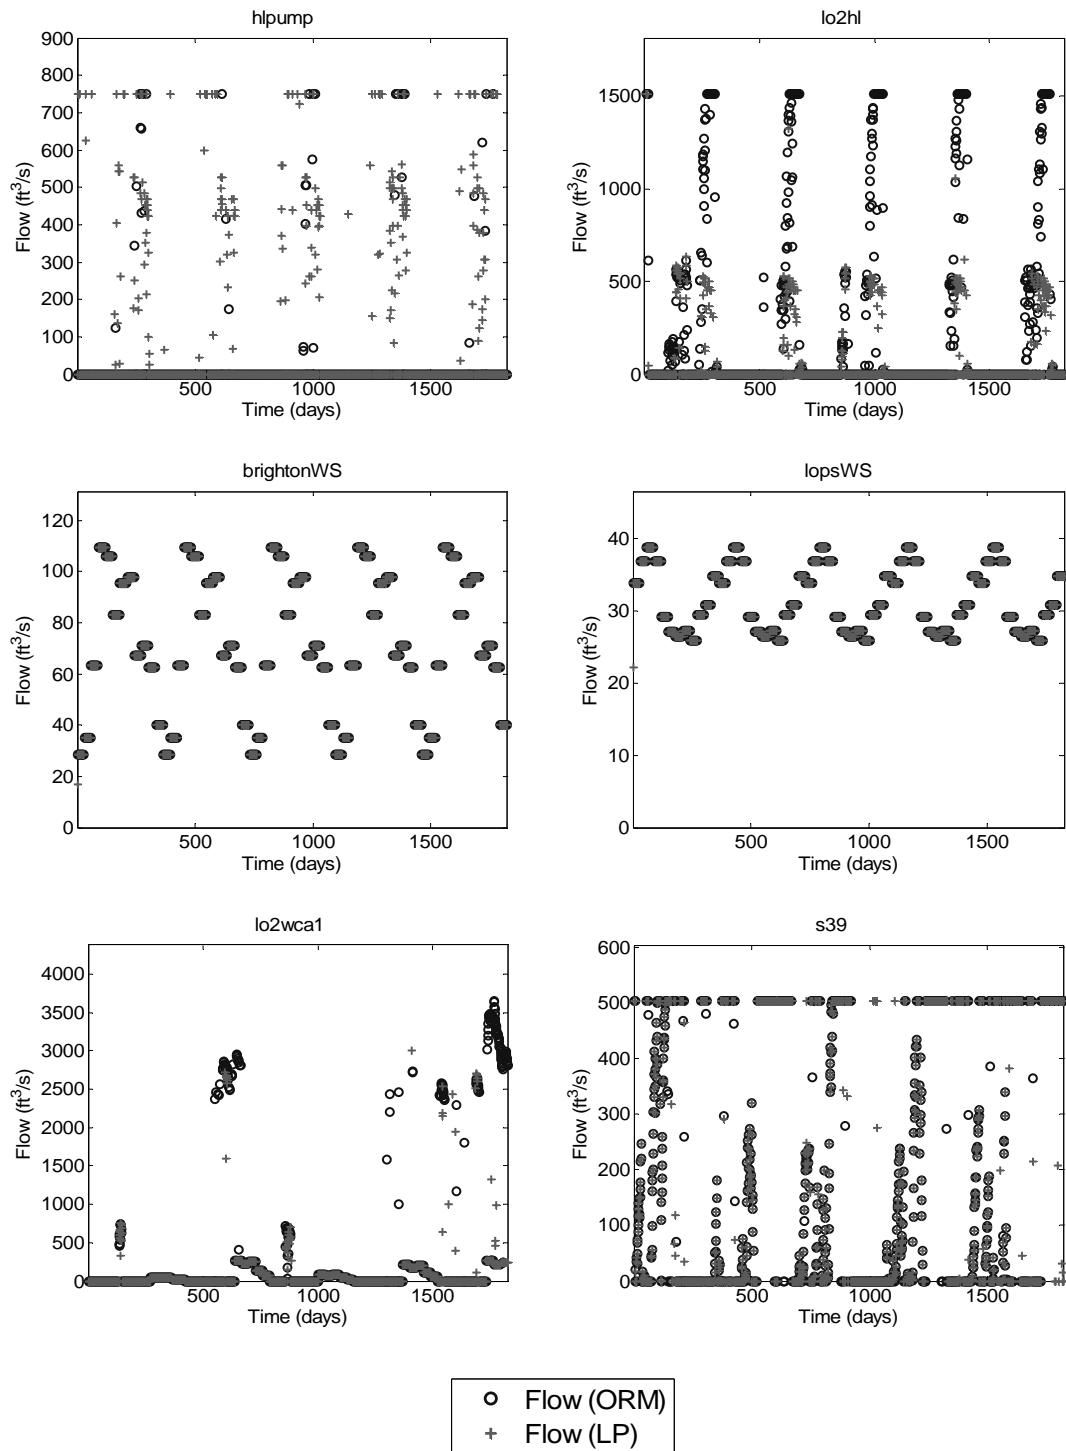 hlpump
900
800
700
600
500
400
300
200
100
0
Flow (ft³/s)
500 1000 1500
Time (days)
lo2hl
1500
1000
500
0
Flow (ft³/s)
500 1000 1500
Time (days)
brightonWS
120
100
80
60
40
20
0
Flow (ft³/s)
500 1000 1500
Time (days)
lopsWS
40
30
20
10
0
Flow (ft³/s)
500 1000 1500
Time (days)
lo2wca1
4000
3500
3000
2500
2000
1500
1000
500
0
Flow (ft³/s)
500 1000 1500
Time (days)
s39
600
500
400
300
200
100
0
Flow (ft³/s)
500 1000 1500
Time (days)
Flow (ORM)
Flow (LP)